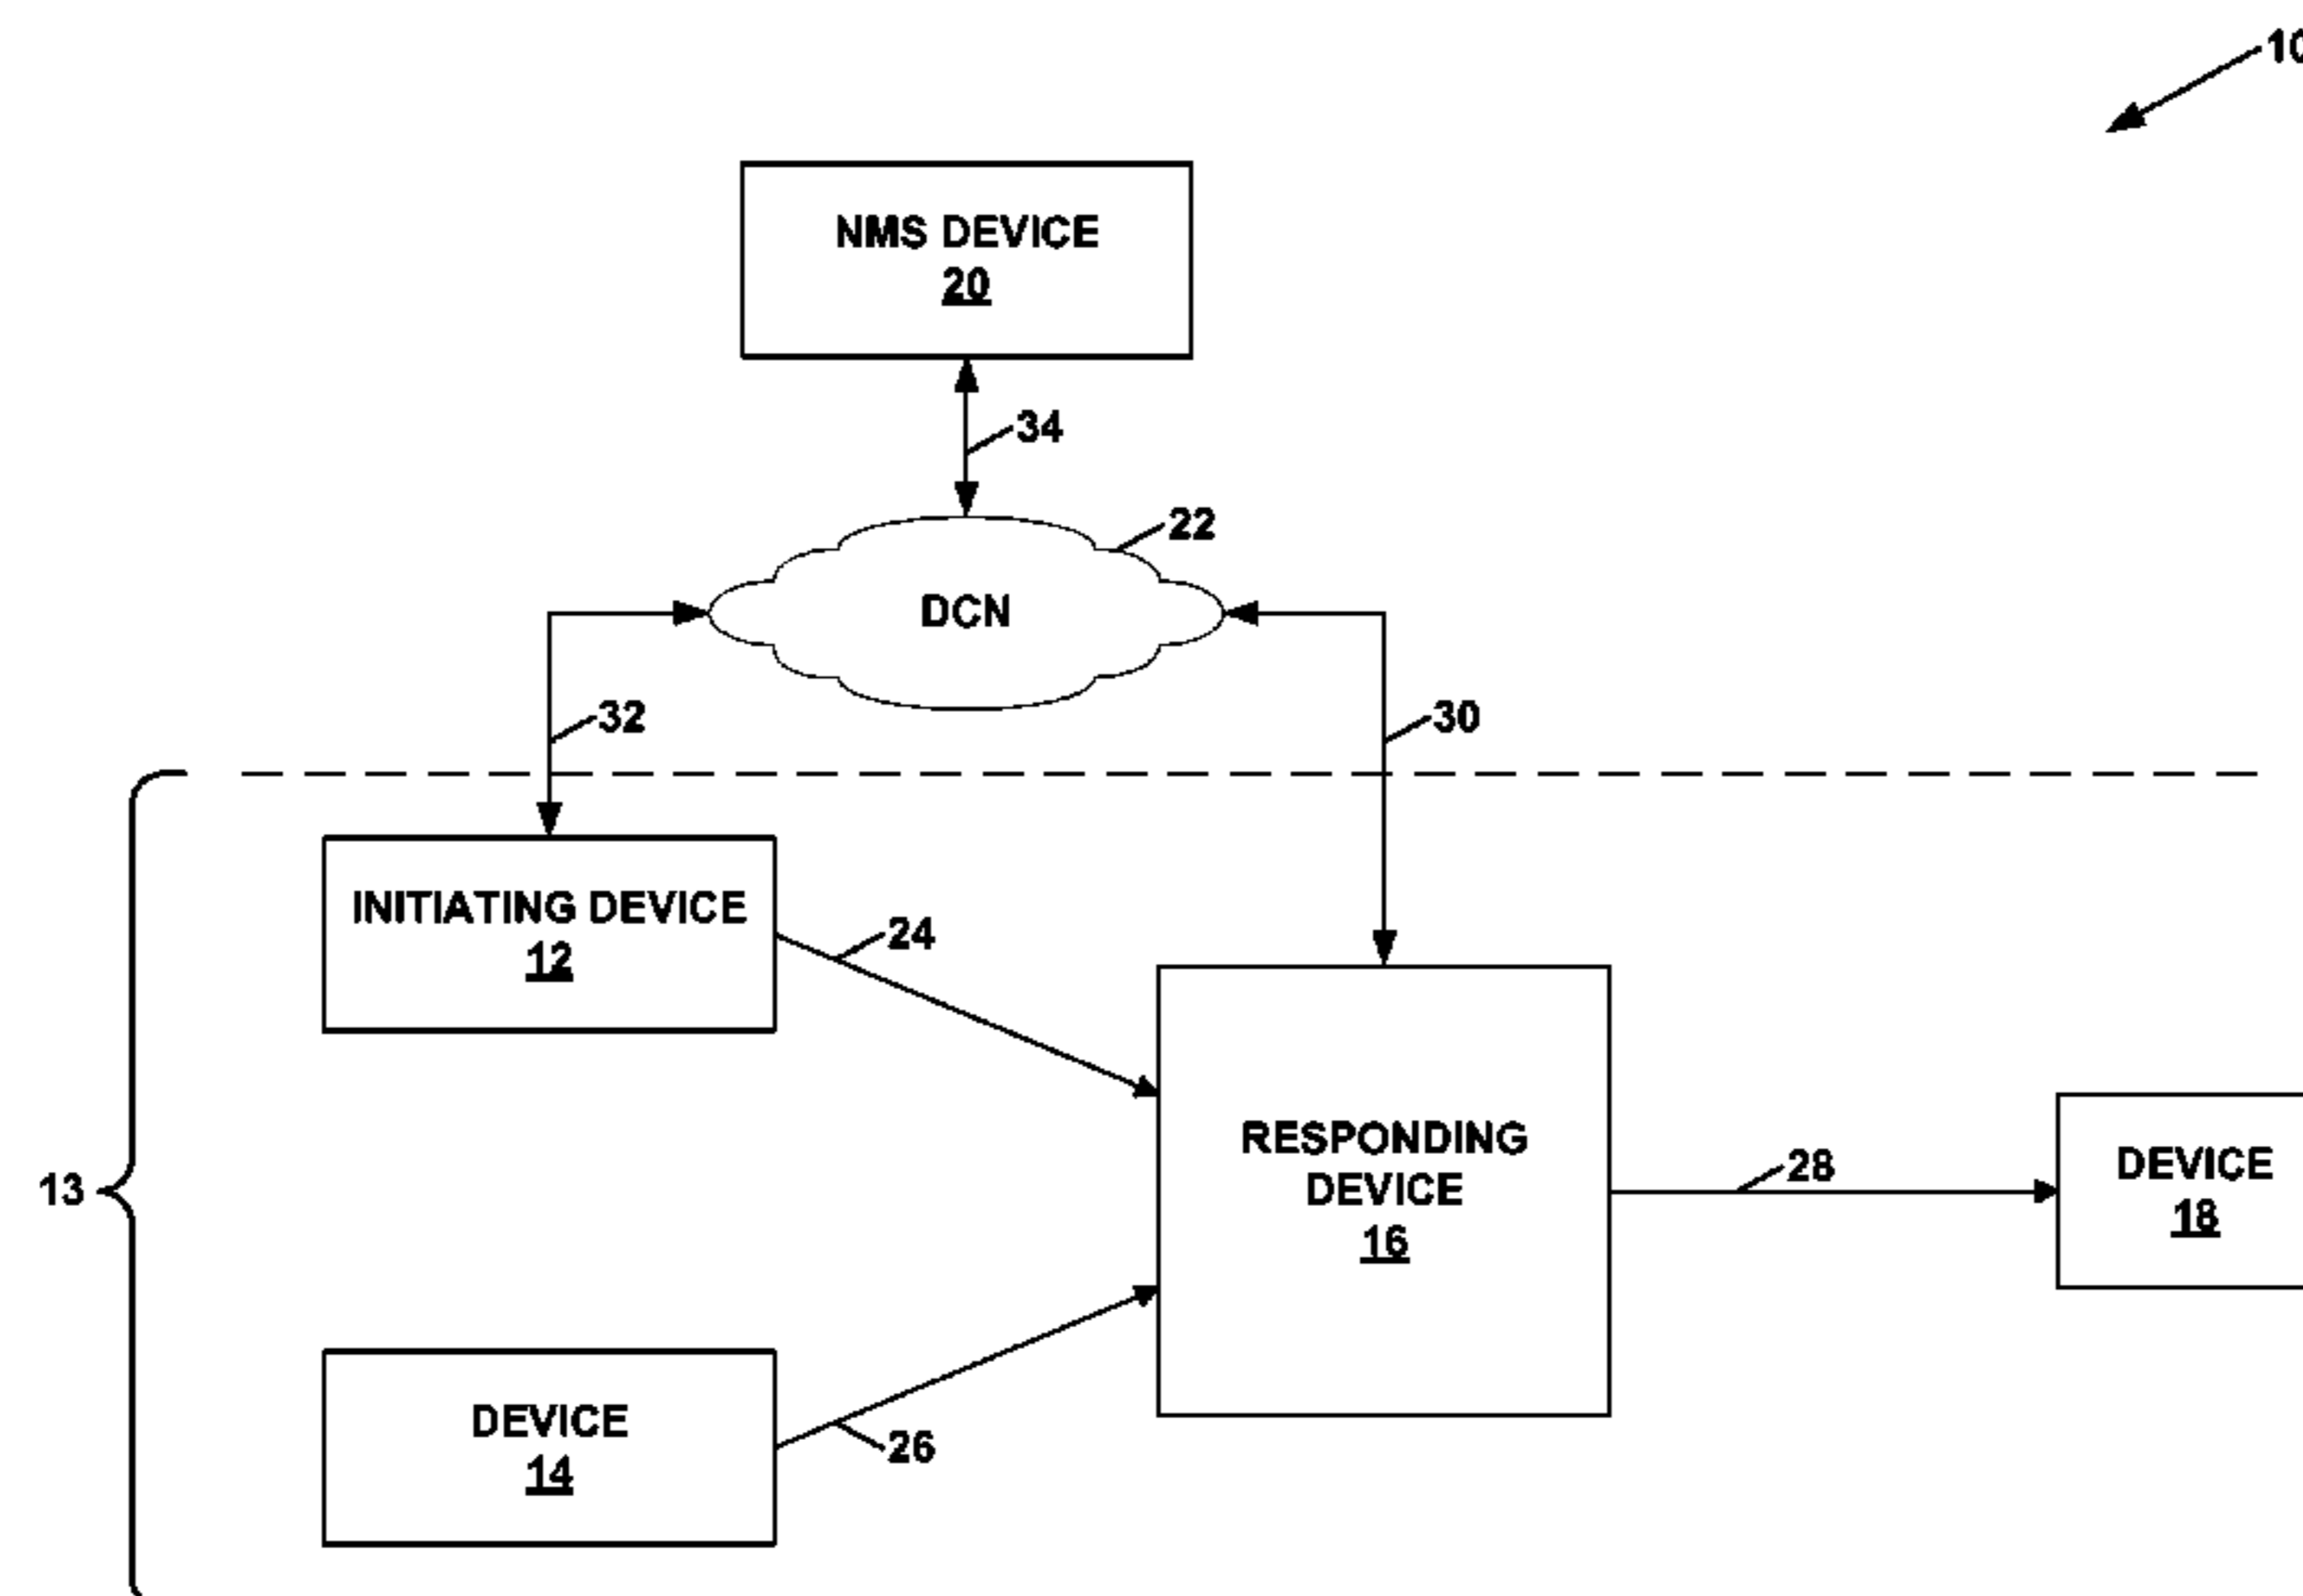 10
NMS DEVICE
20
34
22
DCN
32
30
INITIATING DEVICE
12
24
RESPONDING
DEVICE
16
28
DEVICE
18
13
DEVICE
14
26